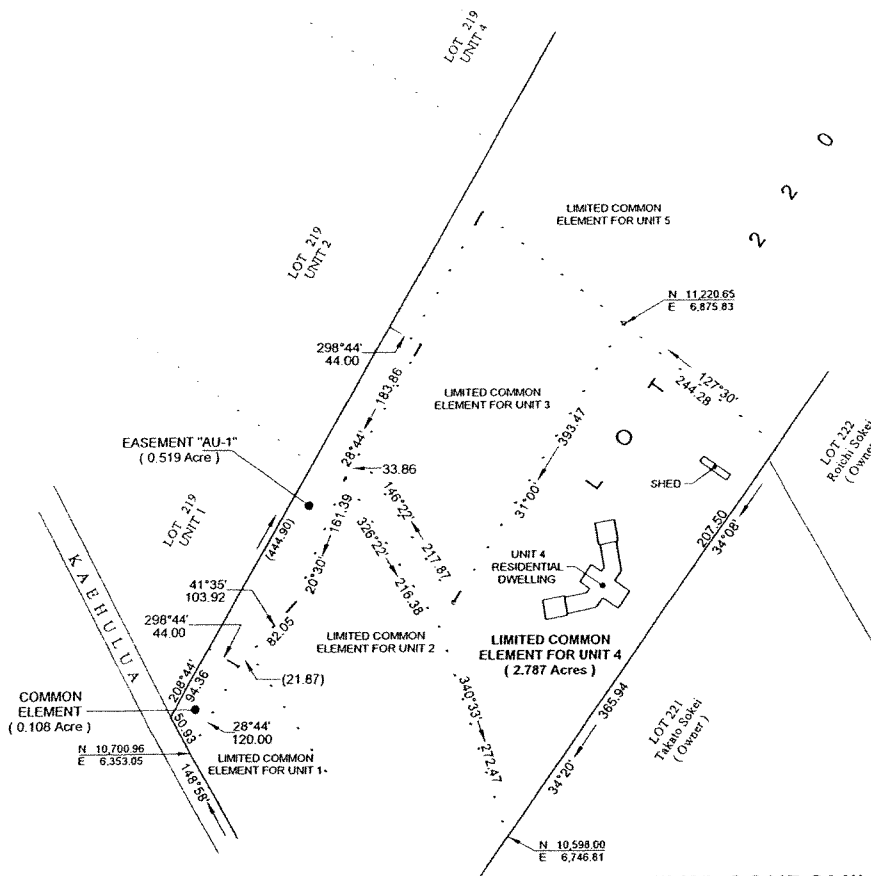 LOT 219
UNIT 4
LOT 219
UNIT 2
LIMITED COMMON
ELEMENT FOR UNIT 5
2 2 0
N 11,220.65
E 6,875.83
298°44'
44.00
183.86
LIMITED COMMON
ELEMENT FOR UNIT 3
393.47
31°00'
127°30'
244.28
L O T
LOT 222
Roichi Sokei
( Owner
EASEMENT "AU-1"
( 0.519 Acre )
28°44'
33.86
SHED
LOT 219
UNIT 1
(444.90)
161.39
20°30'
146°22'
217.87
326°22'
216.38
207.50
34°08'
UNIT 4
RESIDENTIAL
DWELLING
KAEHULUA
41°35'
103.92
298°44'
44.00
82.05
LIMITED COMMON
ELEMENT FOR UNIT 2
LIMITED COMMON
ELEMENT FOR UNIT 4
( 2.787 Acres )
(21.87)
208°44'
94.36
COMMON
ELEMENT
( 0.108 Acre )
50.93
28°44'
120.00
340°33'
272.47
365.94
34°20'
LOT 221
Takato Sokei
( Owner )
N 10,700.96
E 6,353.05
148°58'
LIMITED COMMON
ELEMENT FOR UNIT 1
N 10,598.00
E 6,746.81